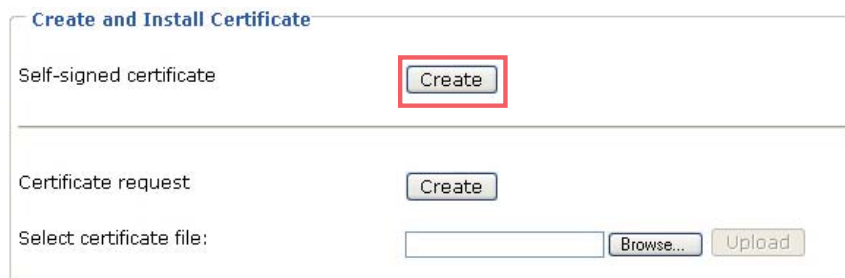 Create and Install Certificate
Self-signed certificate Create
Certificate request Create
Select certificate file: Browse... Upload